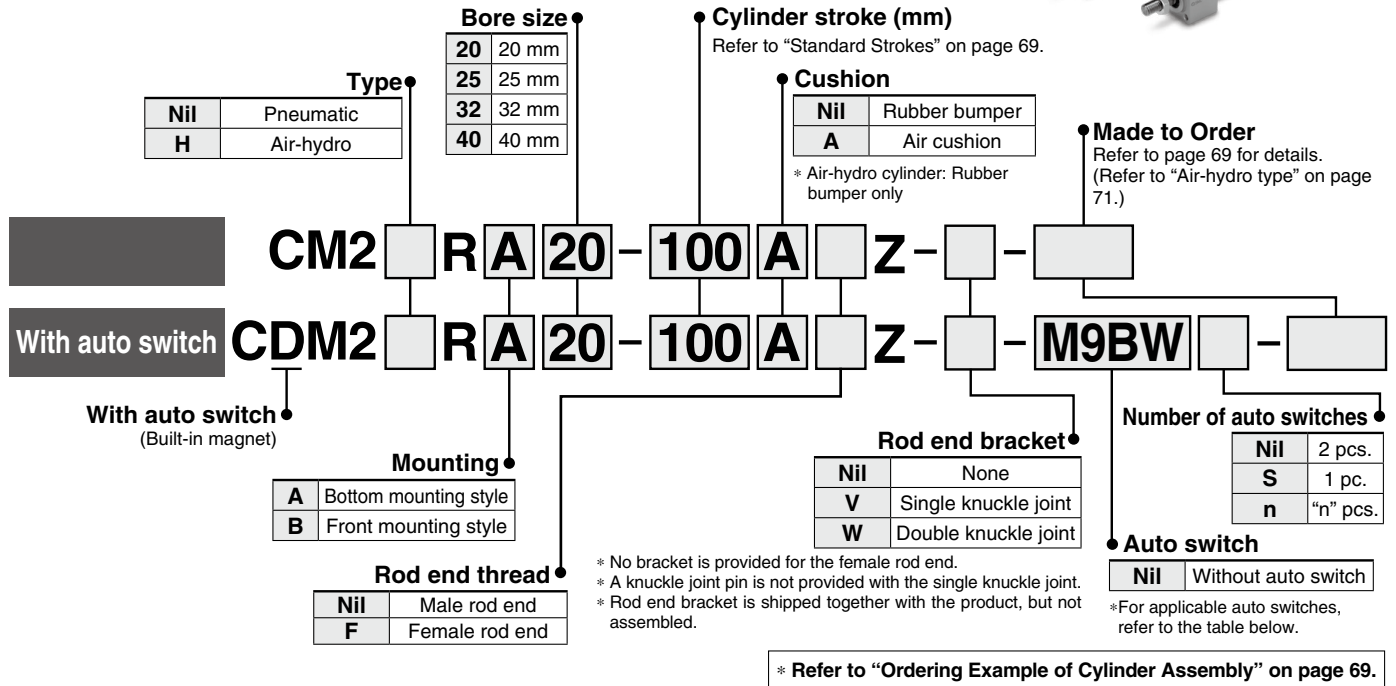 Bore size
20 20 mm
25 25 mm
32 32 mm
40 40 mm
Cylinder stroke (mm)
Refer to “Standard Strokes” on page 69.
Type
Nil Pneumatic
H Air-hydro
Cushion
Nil Rubber bumper
A Air cushion
∗ Air-hydro cylinder: Rubber
bumper only
Made to Order
Refer to page 69 for details.
(Refer to “Air-hydro type” on page
71.)
CM2 R A 20 – 100 A Z – –
With auto switch CDM2 R A 20 – 100 A Z – – M9BW –
With auto switch
(Built-in magnet)
Mounting
A Bottom mounting style
B Front mounting style
Rod end thread
Nil Male rod end
F Female rod end
Rod end bracket
Nil None
V Single knuckle joint
W Double knuckle joint
∗ No bracket is provided for the female rod end.
∗ A knuckle joint pin is not provided with the single knuckle joint.
∗ Rod end bracket is shipped together with the product, but not
assembled.
Number of auto switches
Nil 2 pcs.
S 1 pc.
n “n” pcs.
Auto switch
Nil Without auto switch
∗For applicable auto switches,
refer to the table below.
∗ Refer to “Ordering Example of Cylinder Assembly” on page 69.